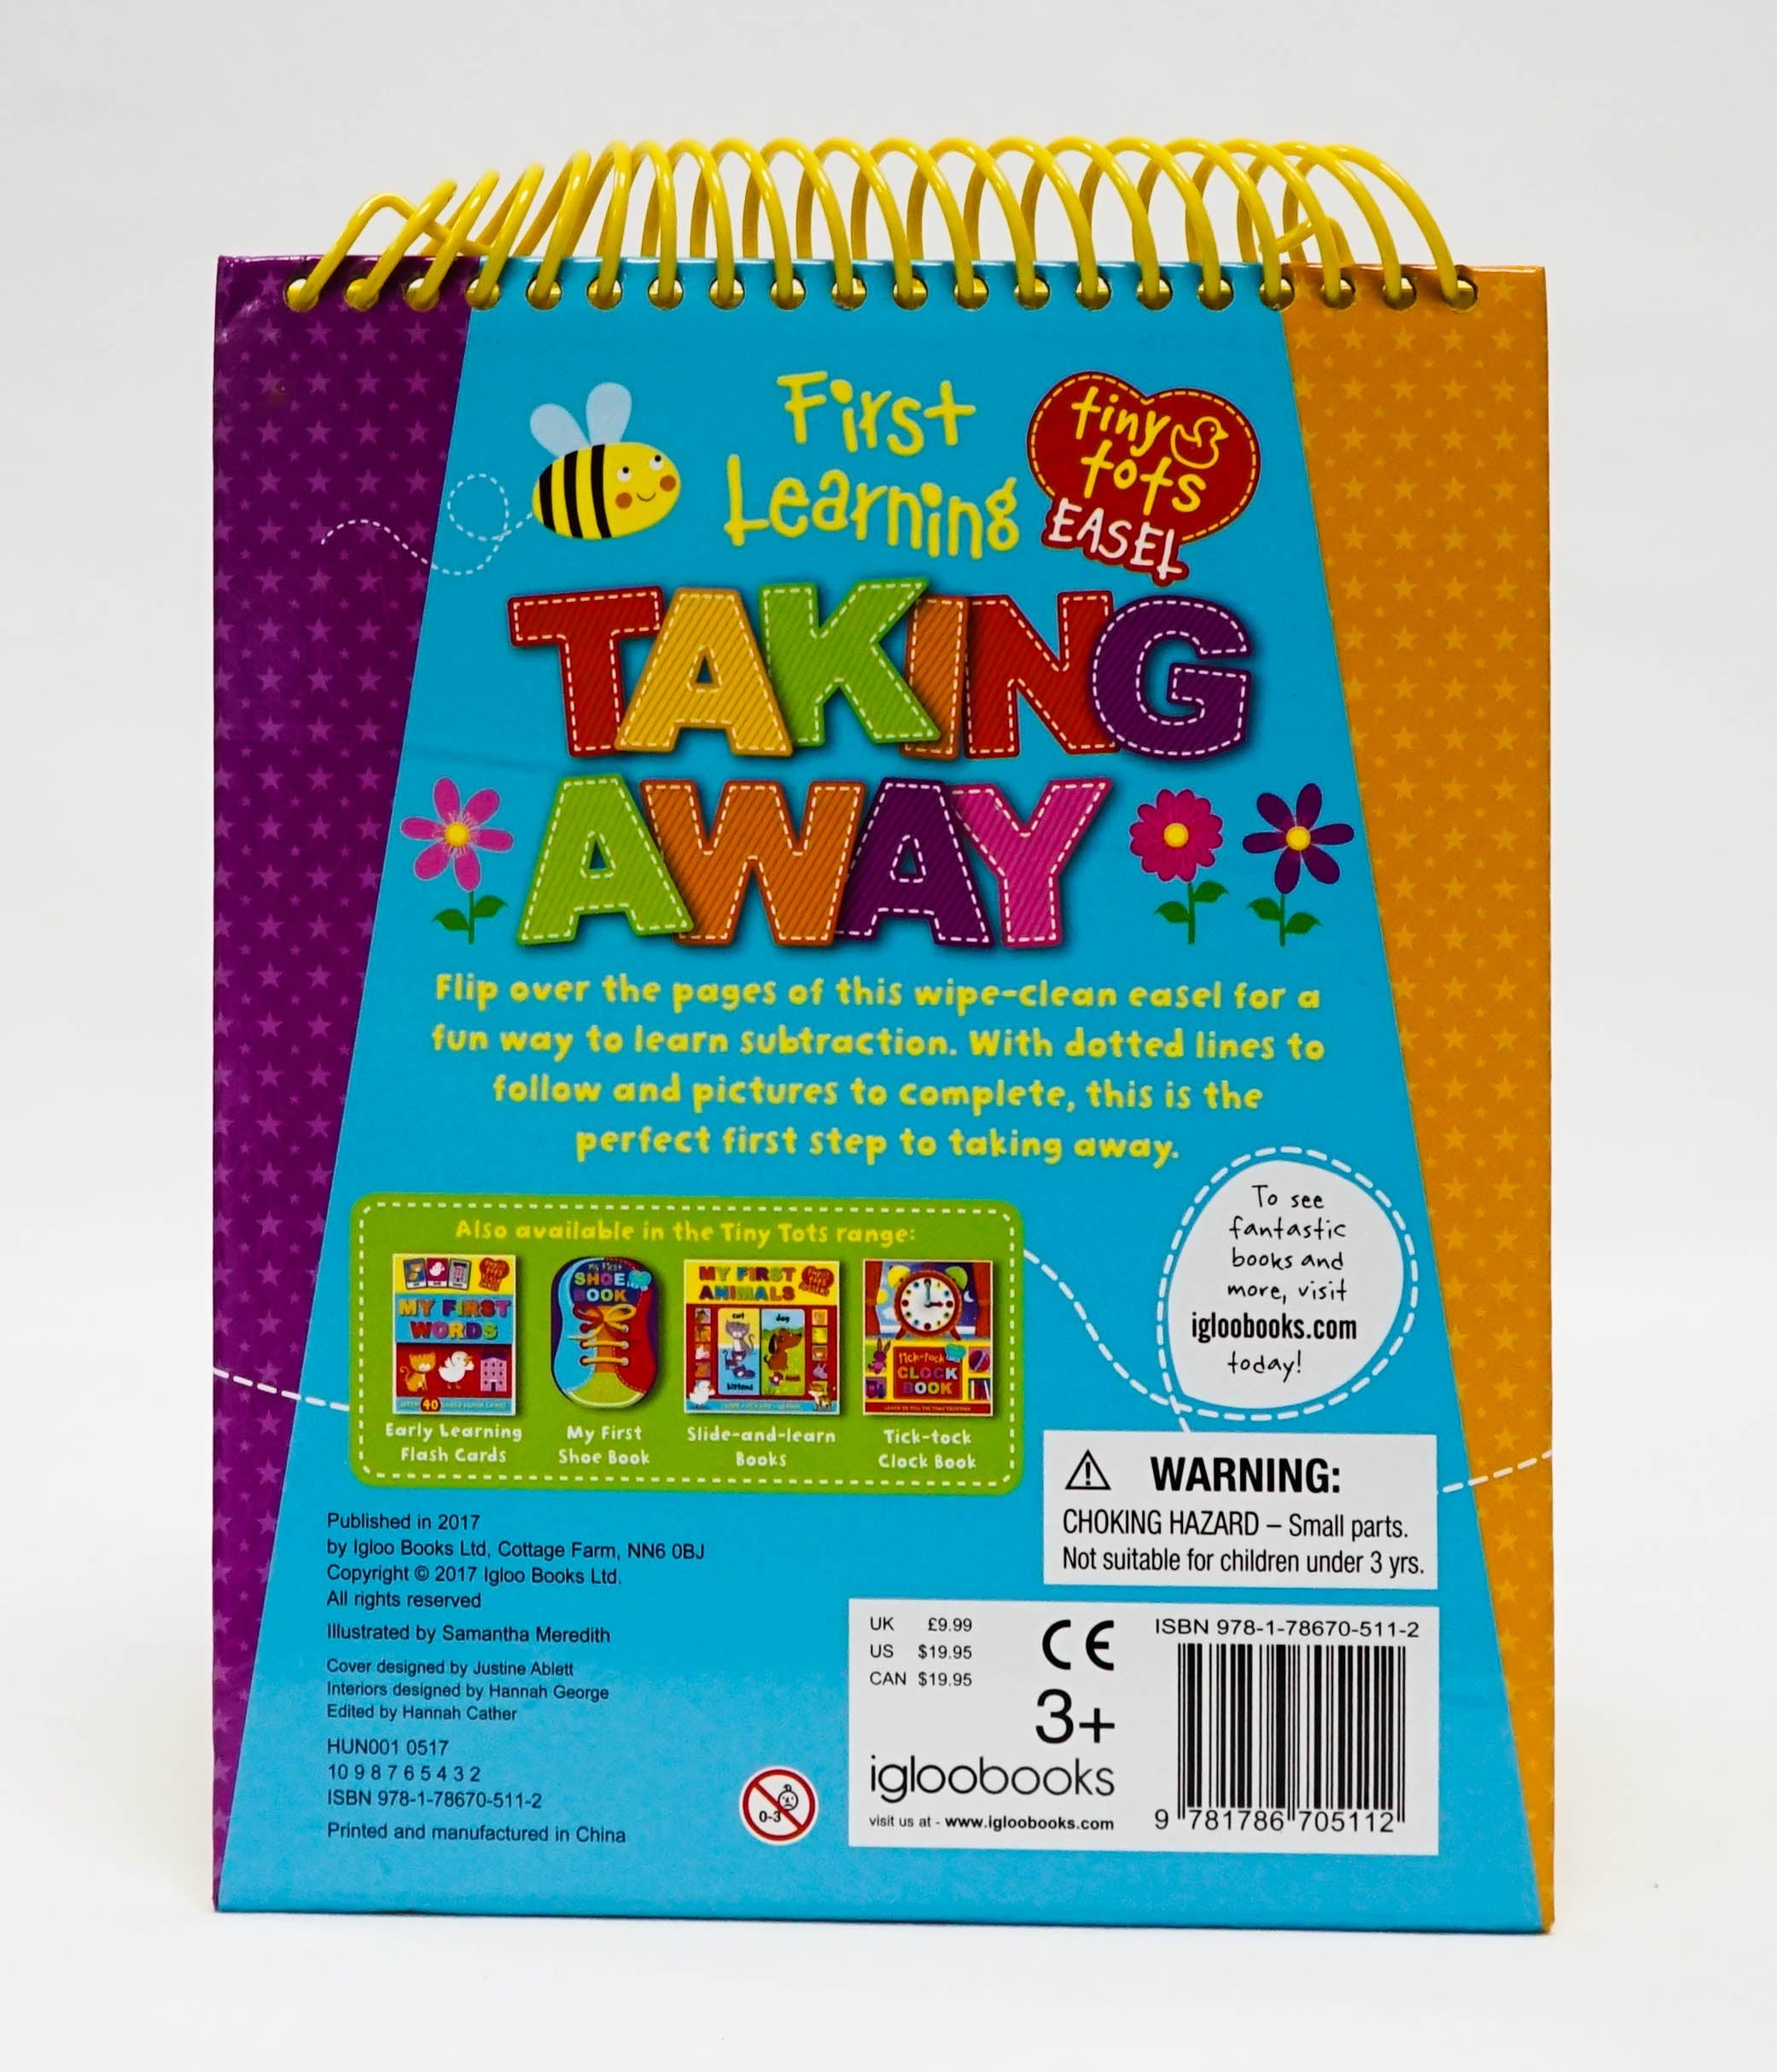 First
Learning
tiny
tots
EASEL
TAKING
AWAY
Flip over the pages of this wipe-clean easel for a
fun way to learn subtraction. With dotted lines to
follow and pictures to complete, this is the
perfect first step to taking away.
Also available in the Tiny Tots range:
MY FIRST
WORDS
40
My First
SHOE
BOOK
MY FIRST
ANIMALS
cat
dog
kittens
Tick-tock
CLOCK
BOOK
Early Learning
Flash Cards
My First
Shoe Book
Slide-and-learn
Books
Tick-tock
Clock Book
To see
fantastic
books and
more, visit
igloobooks.com
today!
WARNING:
CHOKING HAZARD – Small parts.
Not suitable for children under 3 yrs.
Published in 2017
by Igloo Books Ltd, Cottage Farm, NN6 0BJ
Copyright © 2017 Igloo Books Ltd.
All rights reserved
Illustrated by Samantha Meredith
Cover designed by Justine Ablett
Interiors designed by Hannah George
Edited by Hannah Cather
HUN001 0517
10 9 8 7 6 5 4 3 2
ISBN 978-1-78670-511-2
Printed and manufactured in China
0-3
UK £9.99
US $19.95
CAN $19.95
CE
3+
igloobooks
visit us at - www.igloobooks.com
ISBN 978-1-78670-511-2
9 781786 705112